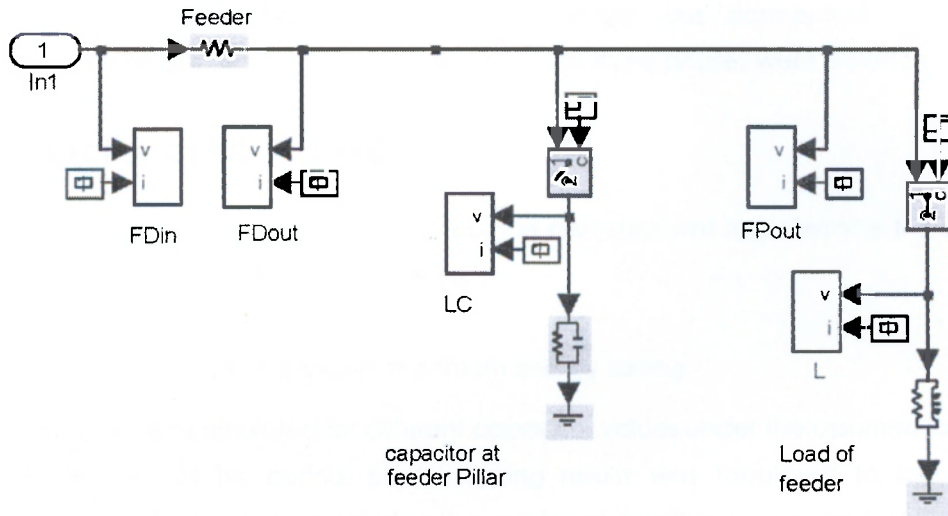 Feeder
1
In1
v
i
FDin
v
i
FDout
v
i
LC
v
i
FPout
v
i
L
capacitor at
feeder Pillar
Load of
feeder